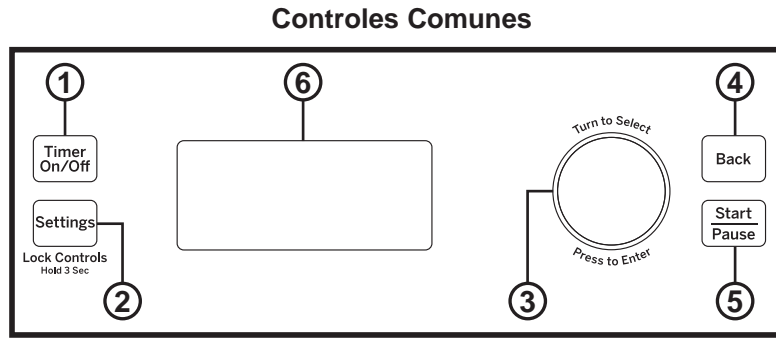 Controles Comunes
1
6
4
Timer
On/Off
Turn to Select
Back
Settings
Start
Pause
Lock Controls
Hold 3 Sec
Press to Enter
2
3
5